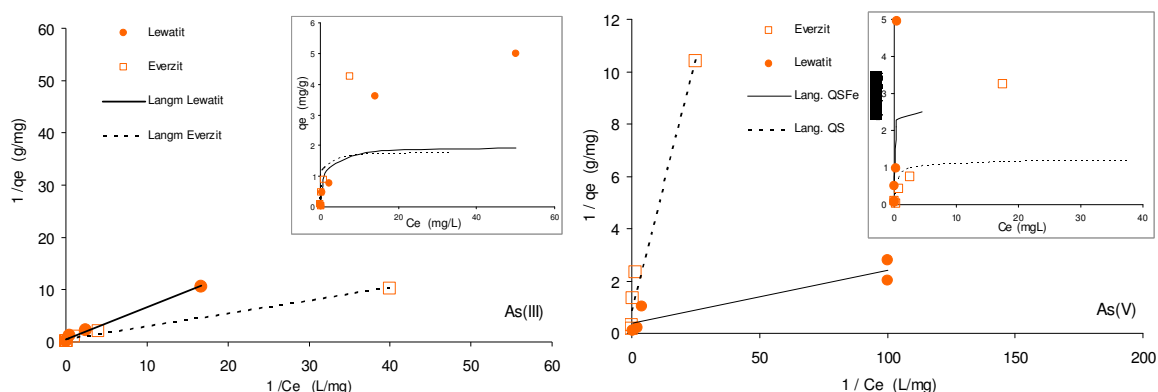 60
50
40
30
20
10
0
1/qe (g/mg)
Lewatit
Everzit
Langm Lewatit
Langm Everzit
6
5
4
3
2
1
0
qe (mg/g)
0 20 40 60
Ce (mg/L)
As(III)
0 10 20 30 40 50 60
1/Ce (L/mg)
12
10
8
6
4
2
0
1/ qe (g/mg)
Everzit
Lewatit
Lang. QSFe
Lang. QS
5
4
3
2
1
0
0 10 20 30 40
Ce (mgL)
As(V)
0 50 100 150 200
1 / Ce (L/mg)